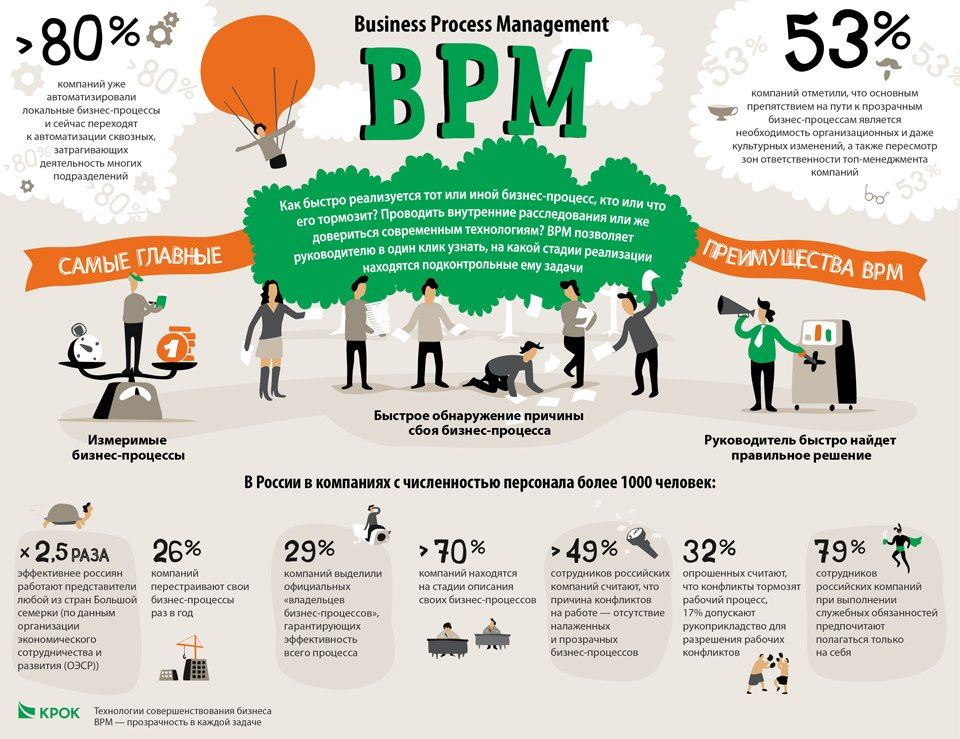 Business Process Management
BPM
>80%
компаний уже
автоматизировали
локальные бизнес-процессы
и сейчас переходят
к автоматизации сквозных,
затрагивающих
деятельность многих
подразделений
>80%
>80%
>80%
53%
компаний отметили, что основным
препятствием на пути к прозрачным
бизнес-процессам является
необходимость организационных и даже
культурных изменений, а также пересмотр
зон ответственности топ-менеджмента
компаний
53%
53%
53%
Как быстро реализуется тот или иной бизнес-процесс, кто или что
его тормозит? Проводить внутренние расследования или же
довериться современным технологиям? BPM позволяет
руководителю в один клик узнать, на какой стадии реализации
находятся подконтрольные ему задачи
САМЫЕ ГЛАВНЫЕ
ПРЕИМУЩЕСТВА BPM
1
Измеримые
бизнес-процессы
Быстрое обнаружение причины
сбоя бизнес-процесса
Руководитель быстро найдет
правильное решение
В России в компаниях с численностью персонала более 1000 человек:
× 2,5 РАЗА
эффективнее россиян
работают представители
любой из стран Большой
семерки (по данным
организации
экономического
сотрудничества и
развития (ОЭСР))
26%
компаний
перестраивают свои
бизнес-процессы
раз в год
29%
компаний выделили
официальных
«владельцев
бизнес-процессов»,
гарантирующих
эффективность
всего процесса
>70%
компаний находятся
на стадии описания
своих бизнес-процессов
>49%
сотрудников российских
компаний считают, что
причина конфликтов
на работе — отсутствие
налаженных
и прозрачных
бизнес-процессов
32%
опрошенных считают,
что конфликты тормозят
рабочий процесс,
17% допускают
рукоприкладство для
разрешения рабочих
конфликтов
79%
сотрудников
российских компаний
при выполнении
служебных обязанностей
предпочитают
полагаться только
на себя
КРОК
Технологии совершенствования бизнеса
BPM — прозрачность в каждой задаче